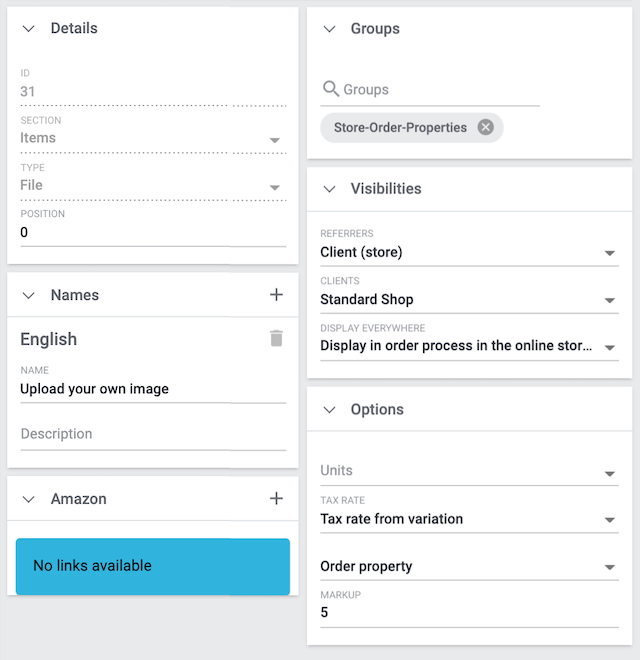 Details
ID
31
SECTION
Items
TYPE
File
POSITION
0
Names
English
NAME
Upload your own image
Description
Amazon
No links available
Groups
Groups
Store-Order-Properties
Visibilities
REFERRERS
Client (store)
CLIENTS
Standard Shop
DISPLAY EVERYWHERE
Display in order process in the online stor...
Options
Units
TAX RATE
Tax rate from variation
Order property
MARKUP
5